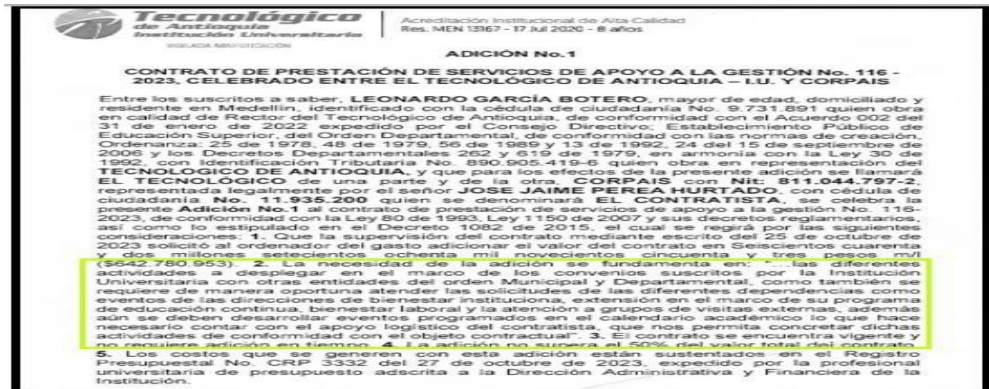 Tecnológico
de Antioquia
Institución Universitaria
VIGILADA MINEDUCACIÓN
Acreditación Institucional de Alta Calidad
Res. MEN 13167 - 17 Jul 2020 - 8 años
ADICIÓN No.1
CONTRATO DE PRESTACIÓN DE SERVICIOS DE APOYO A LA GESTIÓN No. 116 -
2023, CELEBRADO ENTRE EL TECNOLÓGICO DE ANTIOQUIA – I.U. Y CORPAIS
Entre los suscritos a saber, LEONARDO GARCÍA BOTERO, mayor de edad, domiciliado y
residente en Medellín, identificado con la cédula de ciudadanía No. 9.731.891 quien obra
en calidad de Rector del Tecnológico de Antioquia, de conformidad con el Acuerdo 002 del
31 de enero de 2022 expedido por el Consejo Directivo; Establecimiento Público de
Educación Superior, del Orden Departamental, de conformidad con las normas de creación,
Ordenanza: 25 de 1978, 48 de 1979, 56 de 1989 y 13 de 1992, 24 del 15 de septiembre de
2006 y los Decretos Departamentales 262 y 619 de 1979, en armonía con la Ley 30 de
1992, con Identificación Tributaria No. 890.905.419-6 quien obra en representación del
TECNOLOGICO DE ANTIOQUIA, y que para los efectos de la presente adición se llamará
EL TECNOLÓGICO de una parte y de la otra, CORPAIS con Nit: 811.044.797-2,
representada legalmente por el señor JOSE JAIME PEREA HURTADO, con cédula de
ciudadanía No. 11.935.200 quien se denominará EL CONTRATISTA, se celebra la
presente Adición No.1 al contrato de prestación de servicios de apoyo a la gestión No. 116-
2023, de conformidad con la Ley 80 de 1993, Ley 1150 de 2007 y sus decretos reglamentarios,
así como lo estipulado en el Decreto 1082 de 2015, el cual se regirá por las siguientes
consideraciones: 1. Que la supervisión del contrato mediante escrito del 25 de octubre de
2023 solicitó al ordenador del gasto adicionar el valor del contrato en Seiscientos cuarenta
y dos millones setecientos ochenta mil novecientos cincuenta y tres pesos m/l
($642.780.953). 2. La necesidad de la adición se fundamenta en: "...las diferentes
actividades a desplegar en el marco de los convenios suscritos por la Institución
Universitaria con otras entidades del orden Municipal y Departamental, como también se
requiere de manera oportuna atender las solicitudes de las diferentes dependencias como
eventos de las direcciones de bienestar instituciona, extensión en el marco de su programa
de educación continua, bienestar laboral y la atención a grupos de visitas externas, además
aún se deben desarrollar eventos programados en el calendario académico lo que hace
necesario contar con el apoyo logístico del contratista, que nos permita concretar dichas
actividades de conformidad con el objeto contractual". 3. El contrato se encuentra vigente y
no requiere adición en tiempo. 4. La adición no supera el 50% del valor total del contrato.
5. Los costos que se generen con esta adición están sustentados en el Registro
Presupuestal No. CRP 3332 del 27 de octubre de 2023, expedido por la profesional
universitaria de presupuesto adscrita a la Dirección Administrativa y Financiera de la
Institución.